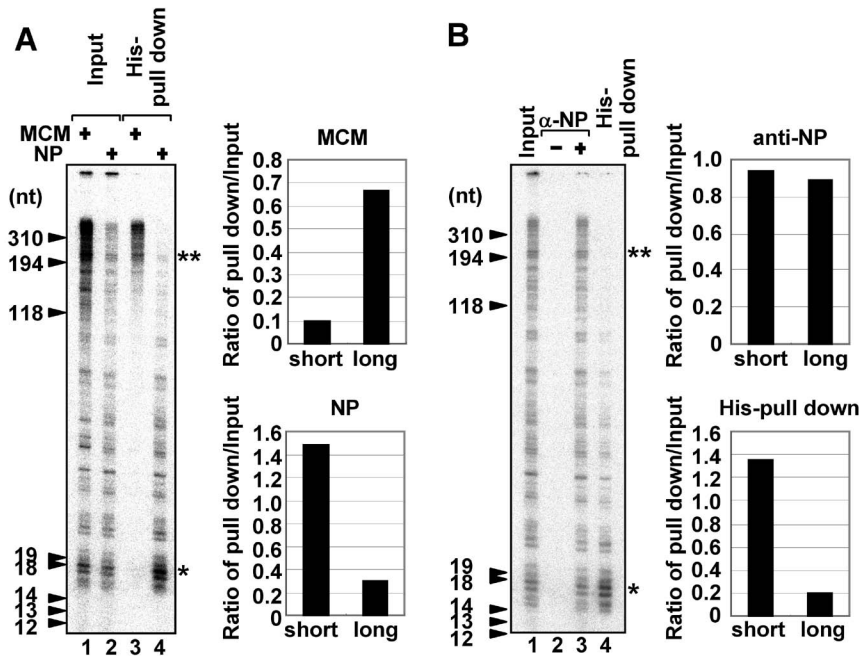 A
Input
His-
pull down
MCM + +
NP + +
(nt)
310
194
118
19
18
14
13
12
**
*
1 2 3 4
MCM
Ratio of pull down/Input
0.8
0.7
0.6
0.5
0.4
0.3
0.2
0.1
0
short long
NP
Ratio of pull down/Input
1.6
1.4
1.2
1.0
0.8
0.6
0.4
0.2
0
short long
B
Input
α-NP
− +
His-
pull down
(nt)
310
194
118
19
18
14
13
12
**
*
1 2 3 4
anti-NP
Ratio of pull down/Input
1.0
0.8
0.6
0.4
0.2
0
short long
His-pull down
Ratio of pull down/Input
1.6
1.4
1.2
1.0
0.8
0.6
0.4
0.2
0
short long